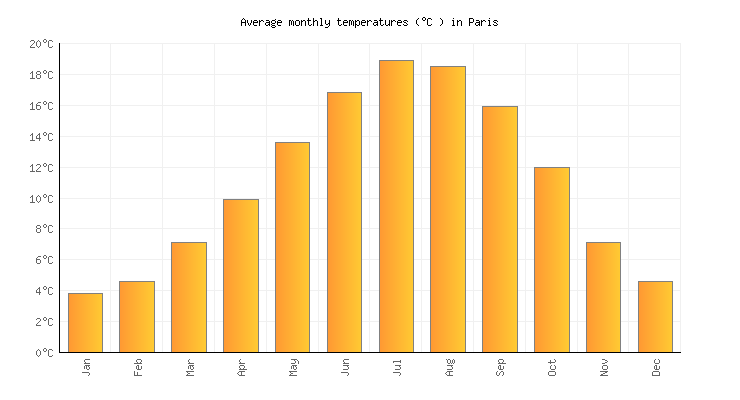 Average monthly temperatures (°C ) in Paris
20°C
18°C
16°C
14°C
12°C
10°C
8°C
6°C
4°C
2°C
0°C
Jan
Feb
Mar
Apr
May
Jun
Jul
Aug
Sep
Oct
Nov
Dec